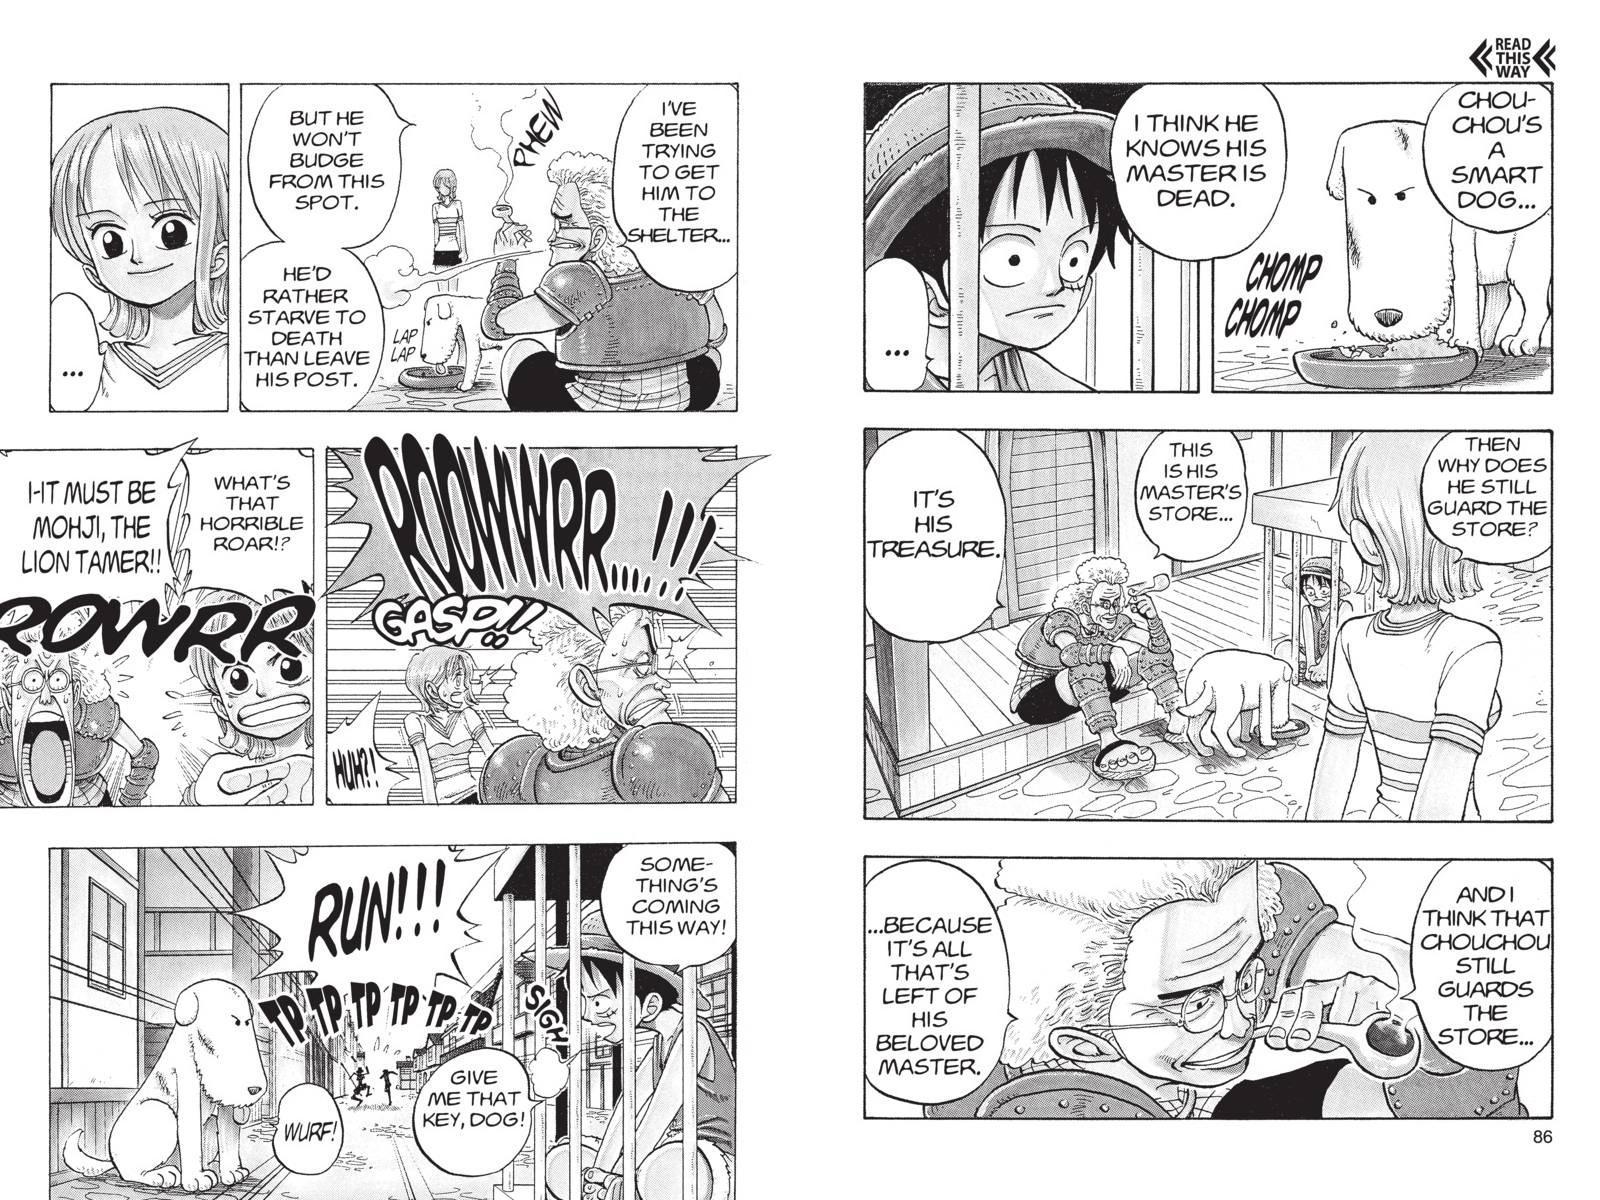 READ
THIS
WAY
CHOU-
CHOU'S
A
SMART
DOG...
CHOMP
CHOMP
I THINK HE
KNOWS HIS
MASTER IS
DEAD.
...
THEN
WHY DOES
HE STILL
GUARD THE
STORE?
THIS
IS HIS
MASTER'S
STORE...
IT'S
HIS
TREASURE.
AND I
THINK THAT
CHOUCHOU
STILL
GUARDS
THE
STORE...
...BECAUSE
IT'S ALL
THAT'S
LEFT OF
HIS
BELOVED
MASTER.
86
I'VE
BEEN
TRYING
TO GET
HIM TO
THE
SHELTER...
PHEW
BUT HE
WON'T
BUDGE
FROM THIS
SPOT.
HE'D
RATHER
STARVE TO
DEATH
THAN LEAVE
HIS POST.
LAP
LAP
...
ROOWWRR...!!!
GASP!!
HUH?!
WHAT'S
THAT
HORRIBLE
ROAR!?
I-IT MUST BE
MOHJI, THE
LION TAMER!!
ROWRR
SOME-
THING'S
COMING
THIS WAY!
RUN!!!
TP TP TP TP TP TP
SIGH
GIVE
ME THAT
KEY, DOG!
WURF!